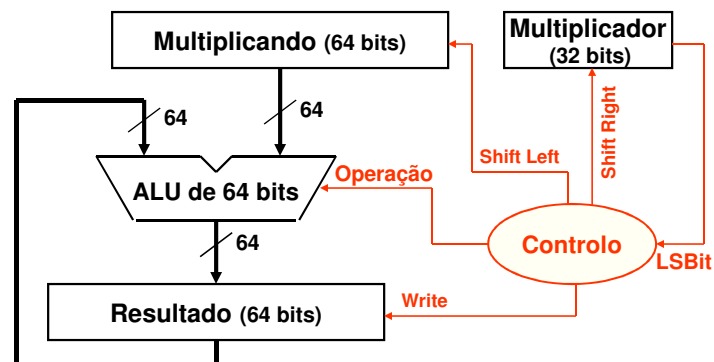 Multiplicando (64 bits)
Multiplicador
(32 bits)
64
64
Shift Left
Shift Right
ALU de 64 bits
Operação
64
Controlo
LSBit
Resultado (64 bits)
Write